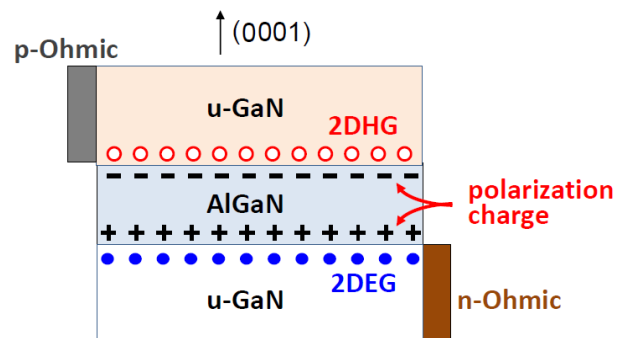 (0001)
p-Ohmic
u-GaN
2DHG
AlGaN
polarization
charge
2DEG
u-GaN
n-Ohmic